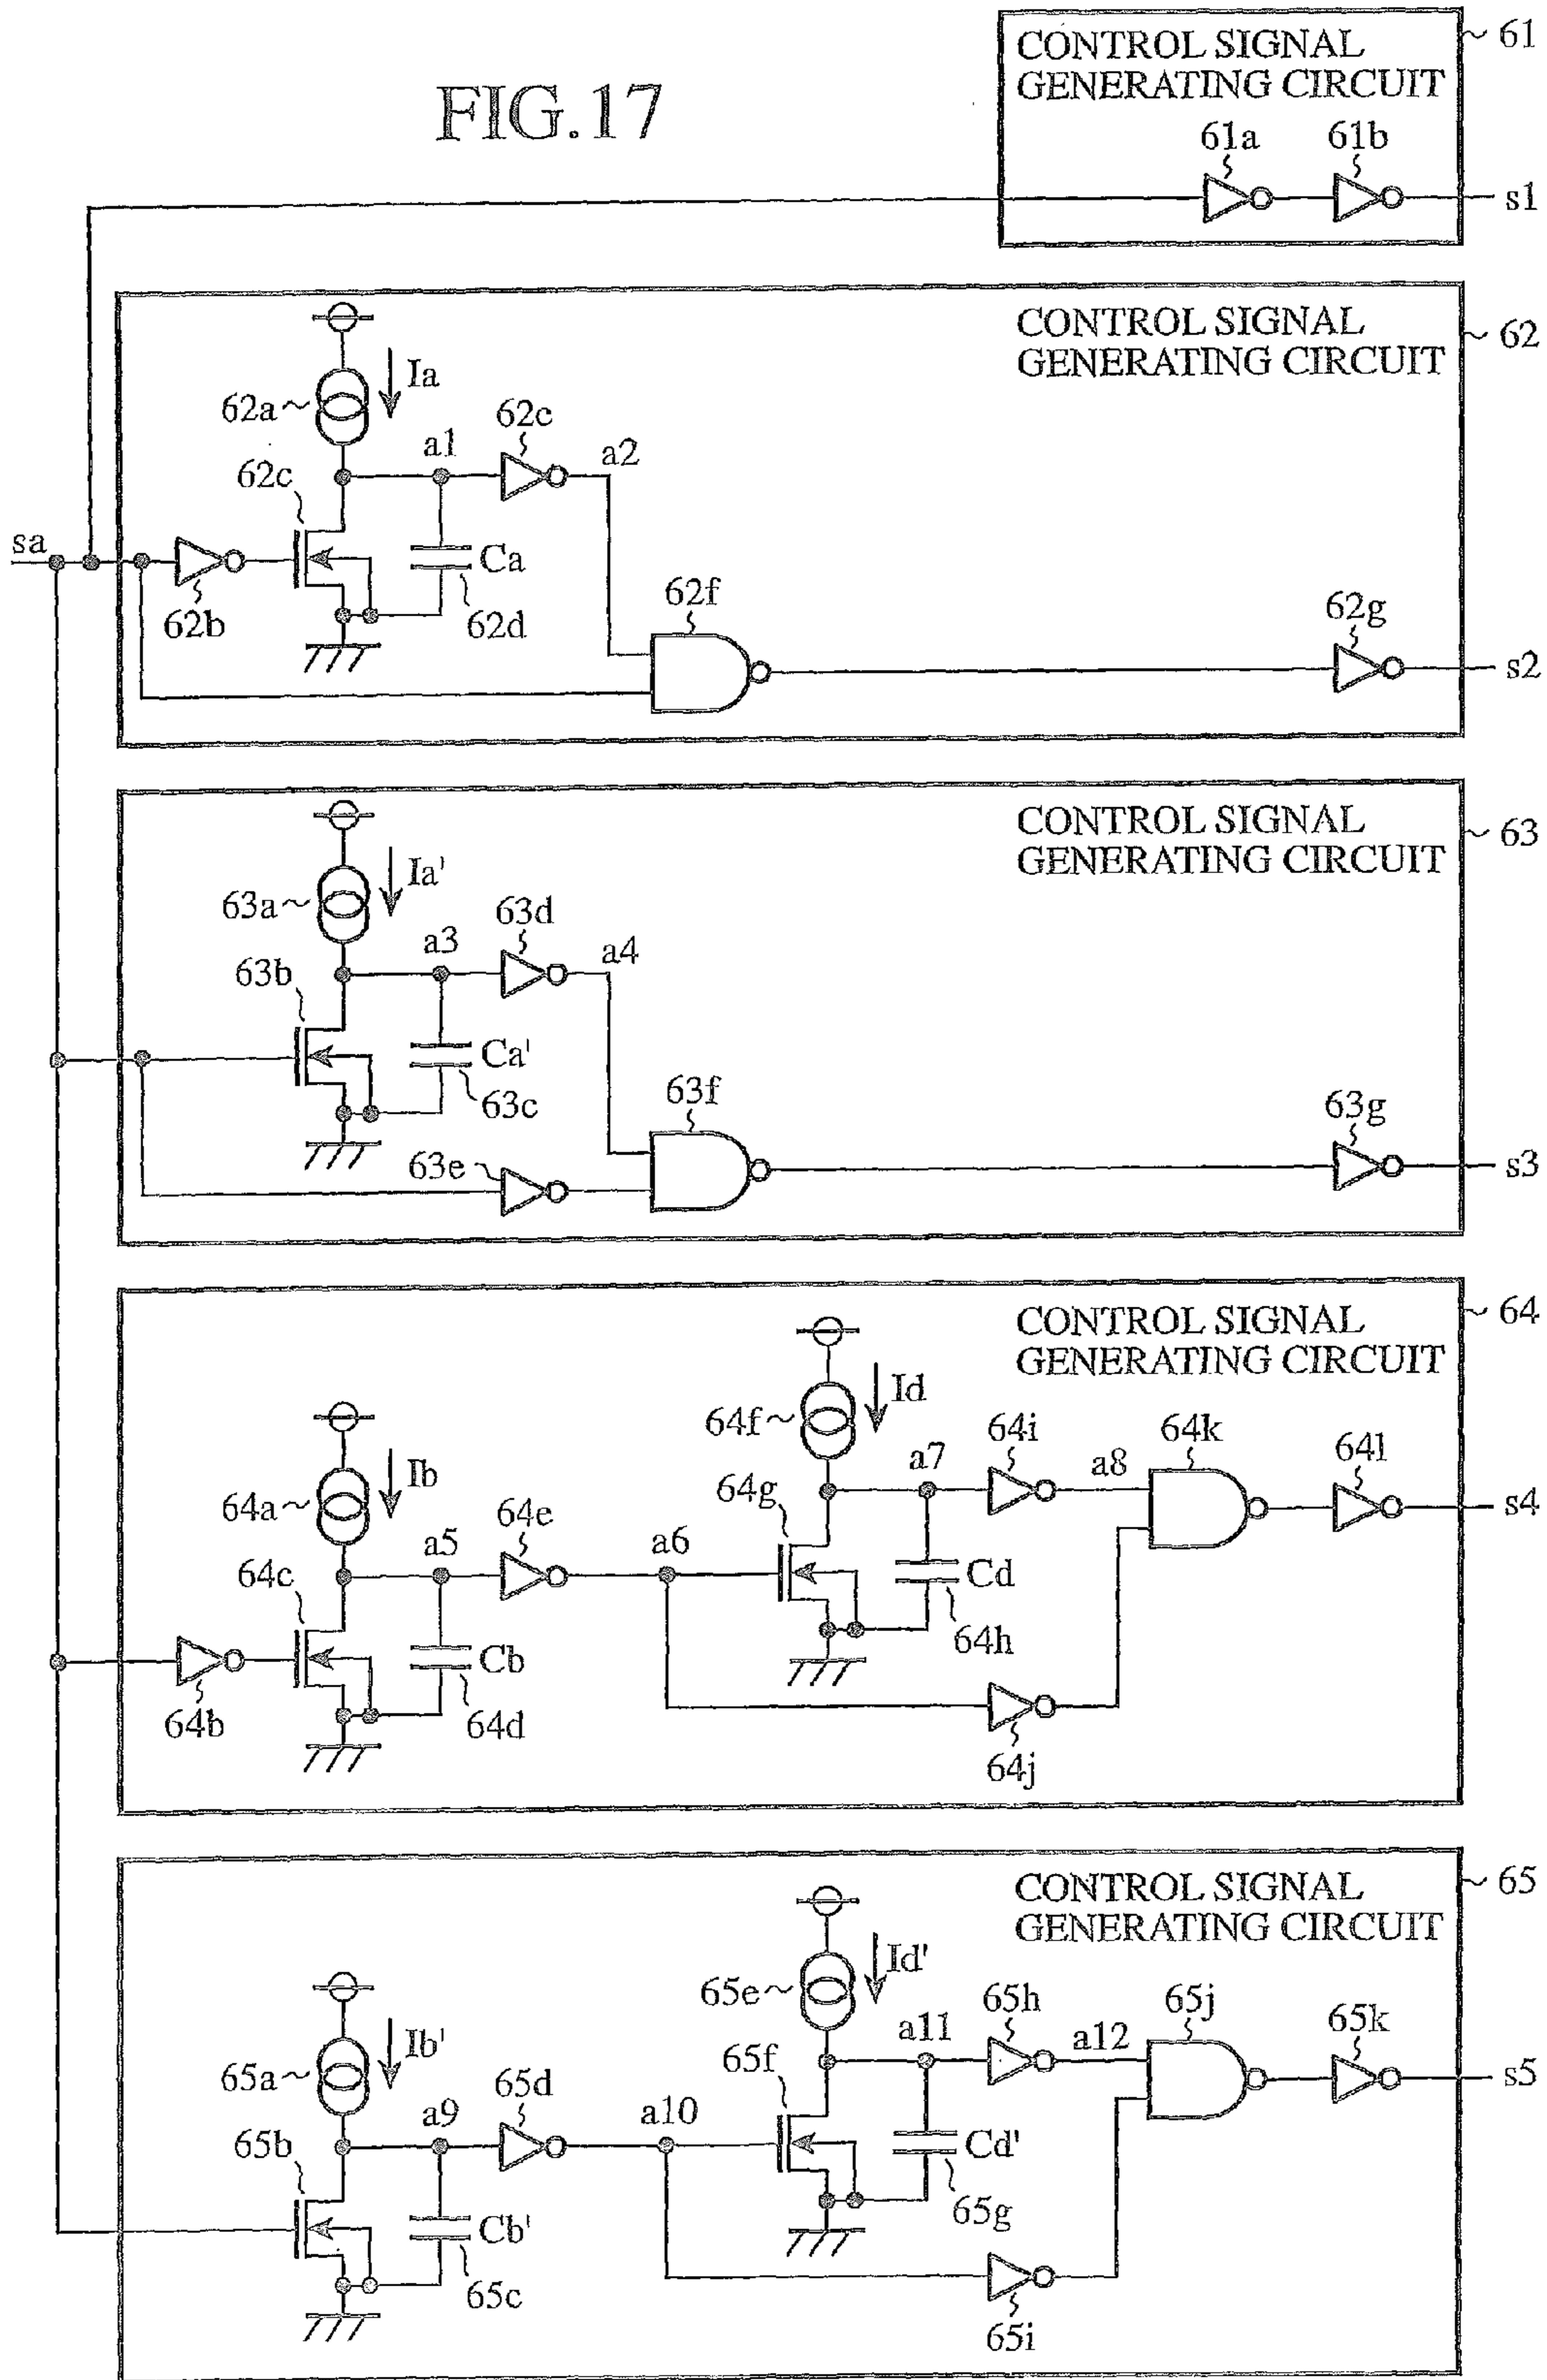 FIG.17
CONTROL SIGNAL
GENERATING CIRCUIT
61
61a
61b
s1
CONTROL SIGNAL
GENERATING CIRCUIT
62
Ia
62a
62c
a1
62c
a2
sa
62b
Ca
62d
62f
62g
s2
CONTROL SIGNAL
GENERATING CIRCUIT
63
Ia'
63a
63b
a3
63d
a4
Ca'
63c
63e
63f
63g
s3
CONTROL SIGNAL
GENERATING CIRCUIT
64
Ib
64a
64c
a5
64e
a6
64b
Cb
64d
Id
64f
64g
a7
64i
a8
64k
64l
s4
Cd
64h
64j
CONTROL SIGNAL
GENERATING CIRCUIT
65
Ib'
65a
65b
a9
65d
a10
Cb'
65c
Id'
65e
65f
a11
65h
a12
65j
65k
s5
Cd'
65g
65i